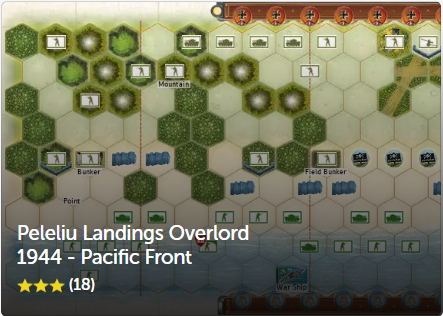 Mountain
Bunker
Field Bunker
Point
Peleliu Landings Overlord
1944 - Pacific Front
(18)
War Ship